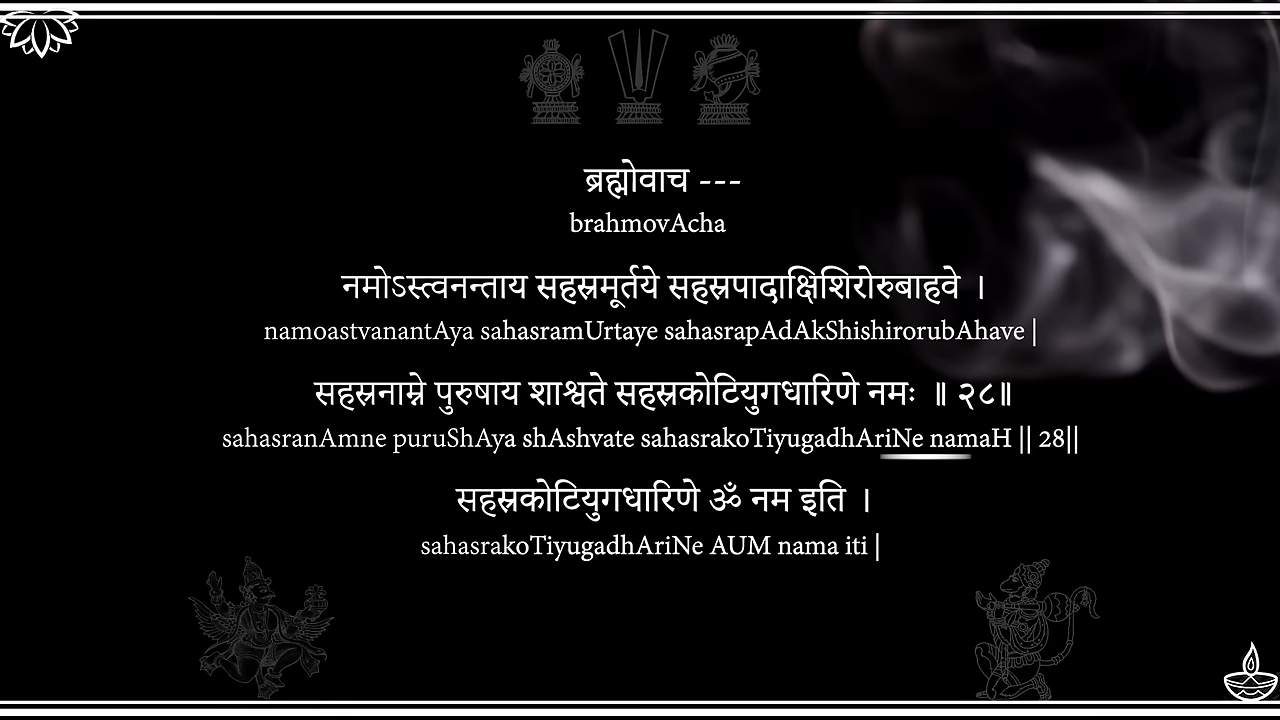 ब्रह्मोवाच ---
brahmovAcha
नमोऽस्त्वनन्ताय सहस्रमूर्तये सहस्रपादाक्षिशिरोरुबाहवे ।
namoastvanantAya sahasramUrtaye sahasrapAdAkShishirorubAhave |
सहस्रनाम्ने पुरुषाय शाश्वते सहस्रकोटियुगधारिणे नमः ॥ २८॥
sahasranAmne puruShAya shAshvate sahasrakoTiyugadhAriNe namaH || 28||
सहस्रकोटियुगधारिणे ॐ नम इति ।
sahasrakoTiyugadhAriNe AUM nama iti |